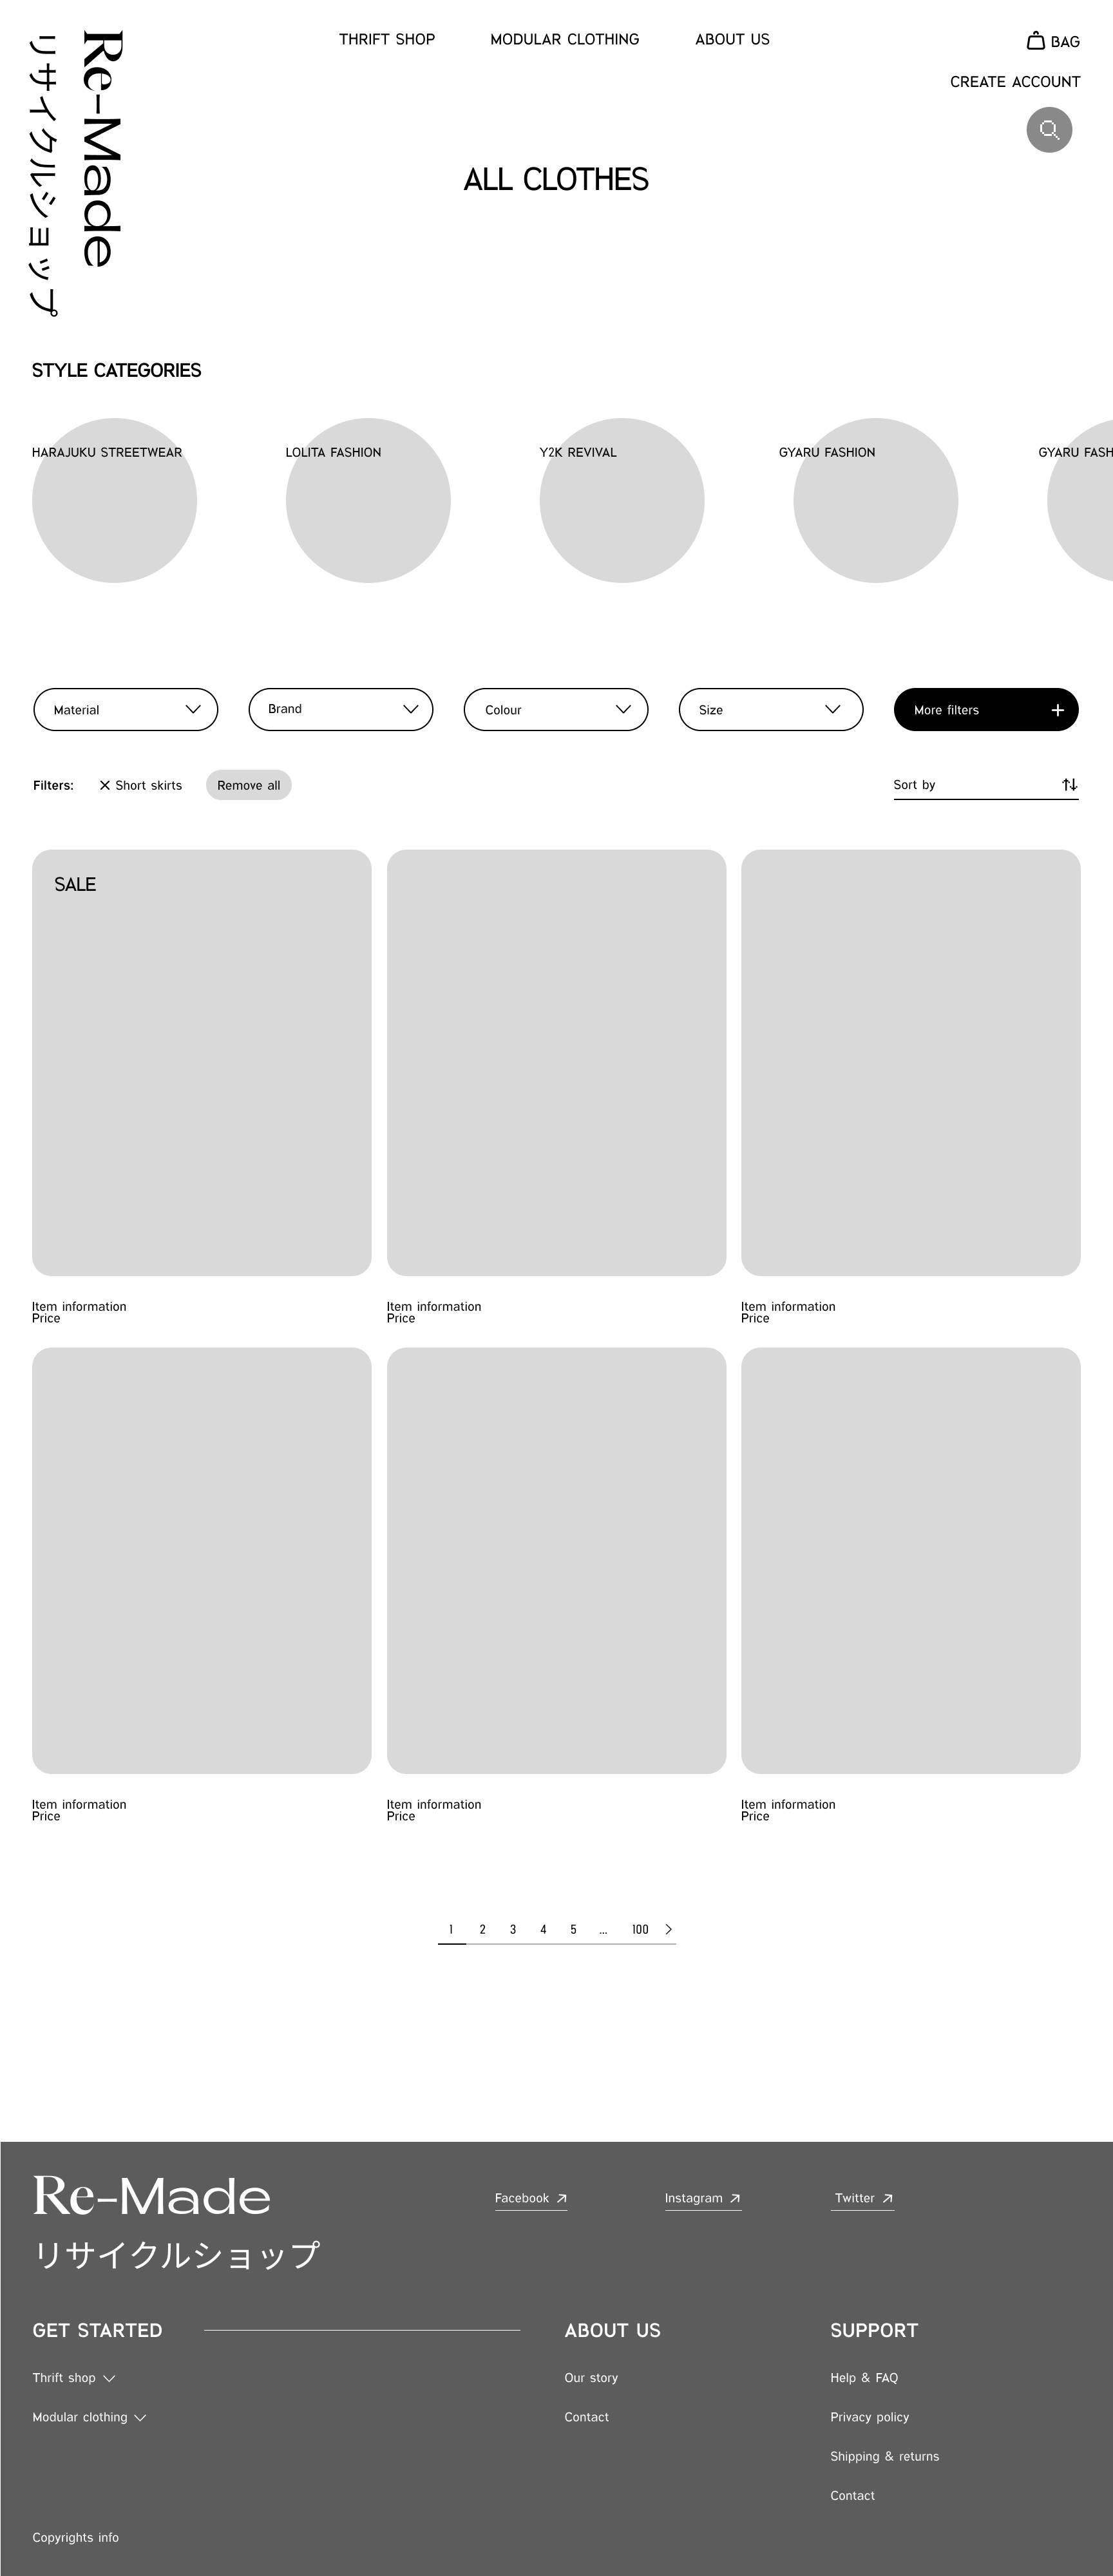 リサイクルショップ
Re-Made
THRIFT SHOP
MODULAR CLOTHING
ABOUT US
BAG
CREATE ACCOUNT
ALL CLOTHES
STYLE CATEGORIES
HARAJUKU STREETWEAR
LOLITA FASHION
Y2K REVIVAL
GYARU FASHION
GYARU FASH
Material
Brand
Colour
Size
More filters
Filters:
Short skirts
Remove all
Sort by
SALE
Item information
Price
Item information
Price
Item information
Price
Item information
Price
Item information
Price
Item information
Price
1 2 3 4 5 ... 100
Re-Made
リサイクルショップ
Facebook
Instagram
Twitter
GET STARTED
Thrift shop
Modular clothing
ABOUT US
Our story
Contact
SUPPORT
Help & FAQ
Privacy policy
Shipping & returns
Contact
Copyrights info